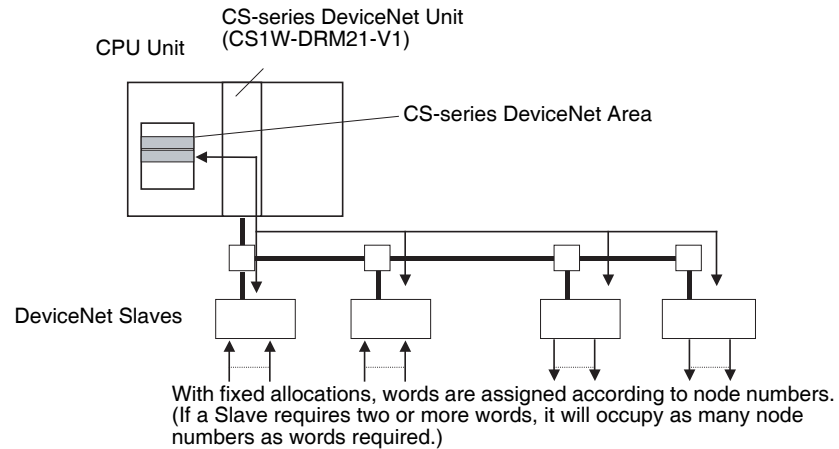 CS-series DeviceNet Unit
(CS1W-DRM21-V1)
CPU Unit
CS-series DeviceNet Area
DeviceNet Slaves
With fixed allocations, words are assigned according to node numbers.
(If a Slave requires two or more words, it will occupy as many node
numbers as words required.)